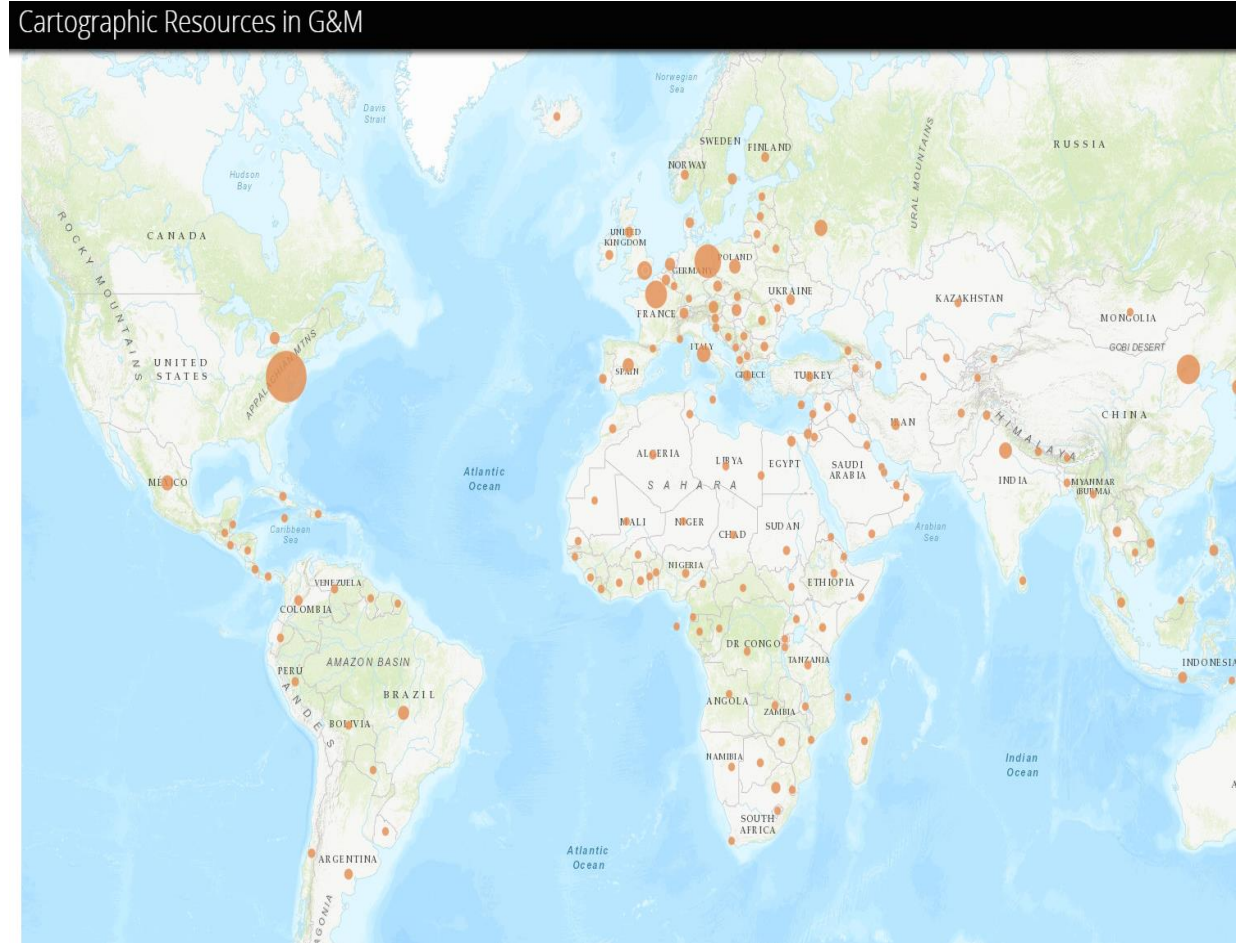 Cartographic Resources in G&M
Norwegian
Sea
Davis
Strait
SWEDEN
FINLAND
RUSSIA
NORWAY
URAL MOUNTAINS
Hudson
Bay
CANADA
UNITED
KINGDOM
ROCKY MOUNTAINS
GERMANY
POLAND
UKRAINE
KAZAKHSTAN
MONGOLIA
FRANCE
GOBI DESERT
UNITED
STATES
APPALACHIAN MTNS
ITALY
SPAIN
GREECE
TURKEY
CHINA
IRAN
HIMALAYA
ALGERIA
LIBYA
EGYPT
SAUDI
ARABIA
Atlantic
Ocean
MEXICO
SAHARA
INDIA
MYANMAR
(BURMA)
MALI
NIGER
CHAD
SUDAN
Arabian
Sea
Caribbean
Sea
NIGERIA
ETHIOPIA
VENEZUELA
COLOMBIA
DR CONGO
TANZANIA
INDONESIA
AMAZON BASIN
PERU
BRAZIL
ANDES
ANGOLA
ZAMBIA
BOLIVIA
NAMIBIA
Indian
Ocean
SOUTH
AFRICA
Atlantic
Ocean
ARGENTINA
AGONIA
A